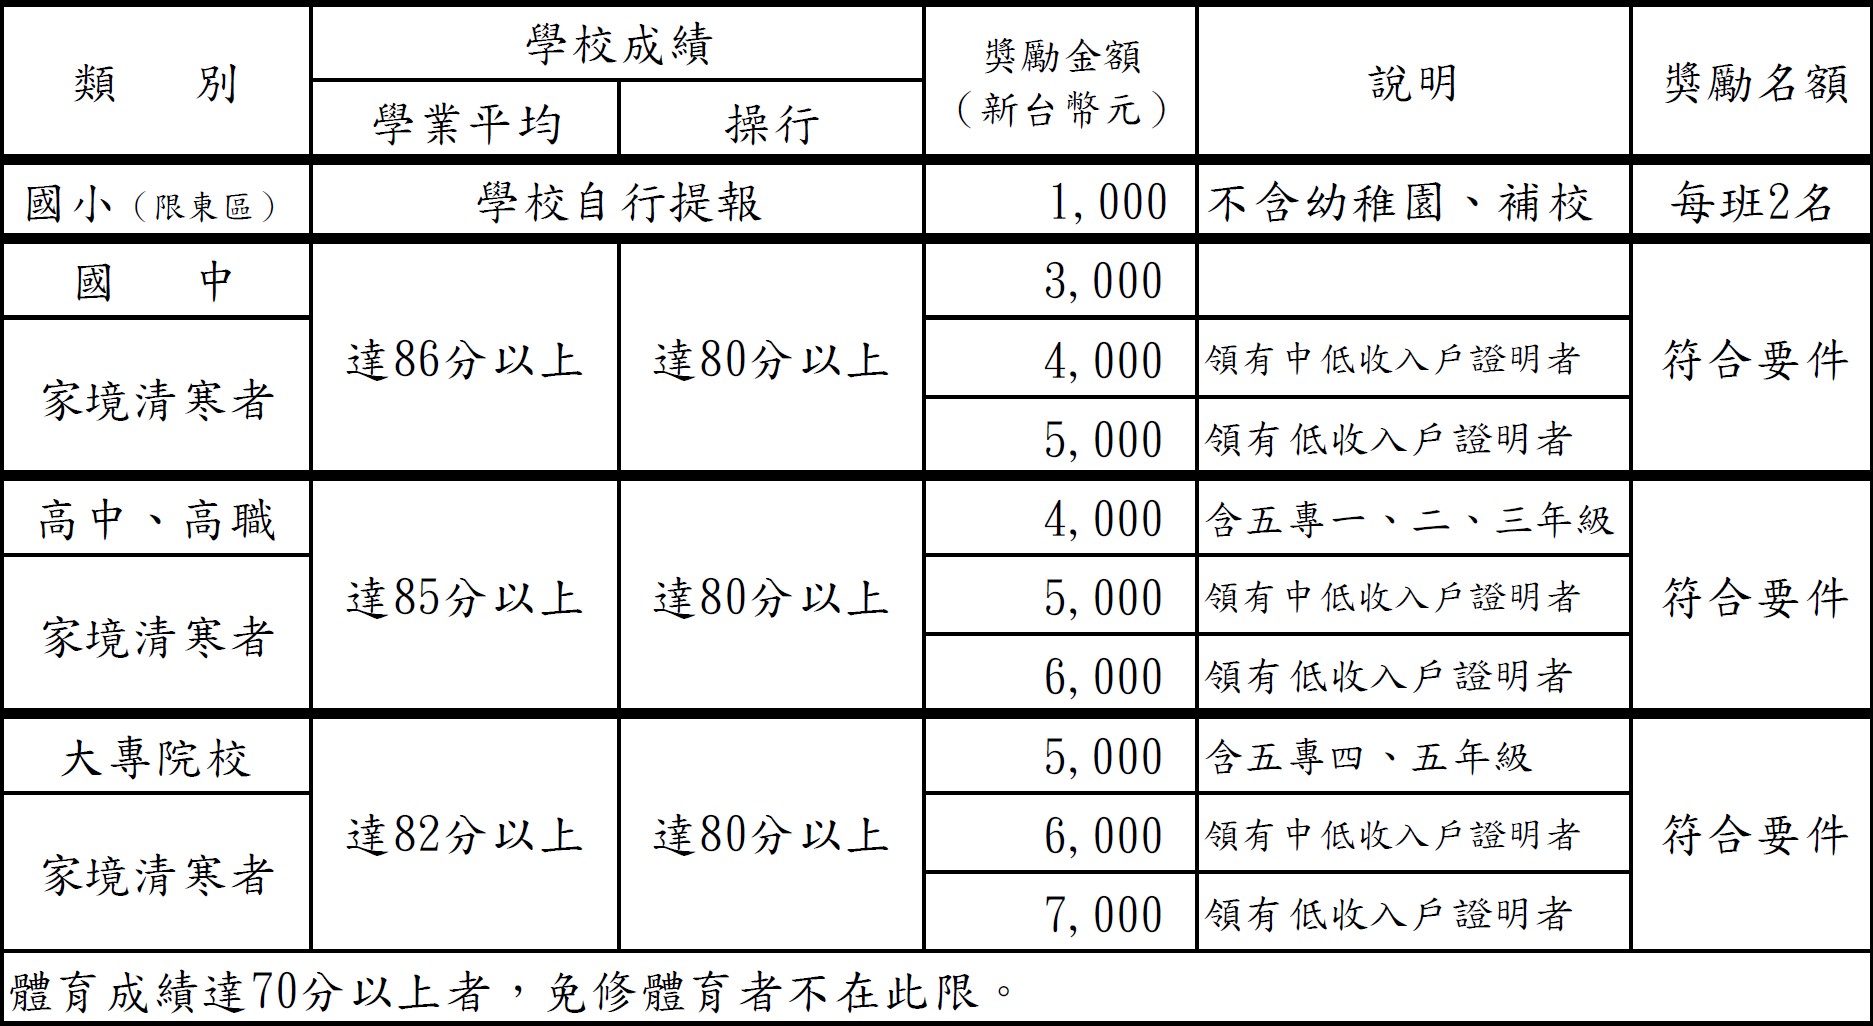 類　別
學校成績
學業平均
操行
獎勵金額
（新台幣元）
說明
獎勵名額
國小（限東區）
學校自行提報
1,000
不含幼稚園、補校
每班2名
國　中
達86分以上
達80分以上
3,000
符合要件
家境清寒者
4,000
領有中低收入戶證明者
5,000
領有低收入戶證明者
高中、高職
達85分以上
達80分以上
4,000
含五專一、二、三年級
符合要件
家境清寒者
5,000
領有中低收入戶證明者
6,000
領有低收入戶證明者
大專院校
達82分以上
達80分以上
5,000
含五專四、五年級
符合要件
家境清寒者
6,000
領有中低收入戶證明者
7,000
領有低收入戶證明者
體育成績達70分以上者，免修體育者不在此限。